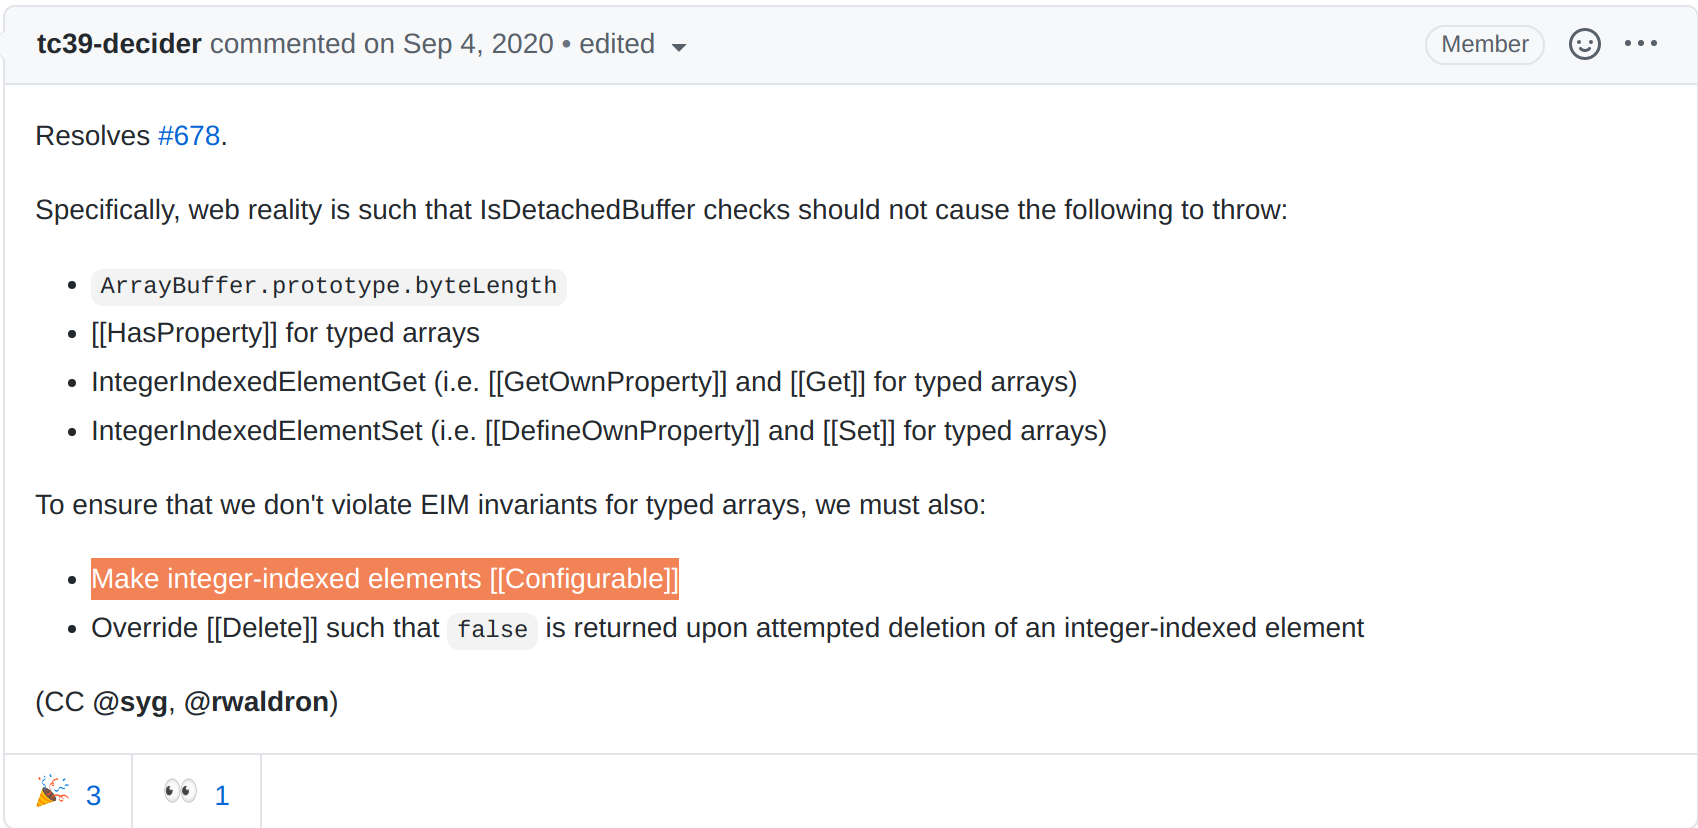 tc39-decider commented on Sep 4, 2020 • edited
Member
Resolves #678.
Specifically, web reality is such that IsDetachedBuffer checks should not cause the following to throw:
• ArrayBuffer.prototype.byteLength
• [[HasProperty]] for typed arrays
• IntegerIndexedElementGet (i.e. [[GetOwnProperty]] and [[Get]] for typed arrays)
• IntegerIndexedElementSet (i.e. [[DefineOwnProperty]] and [[Set]] for typed arrays)
To ensure that we don't violate EIM invariants for typed arrays, we must also:
• Make integer-indexed elements [[Configurable]]
• Override [[Delete]] such that false is returned upon attempted deletion of an integer-indexed element
(CC @syg, @rwaldron)
🎉 3 👀 1